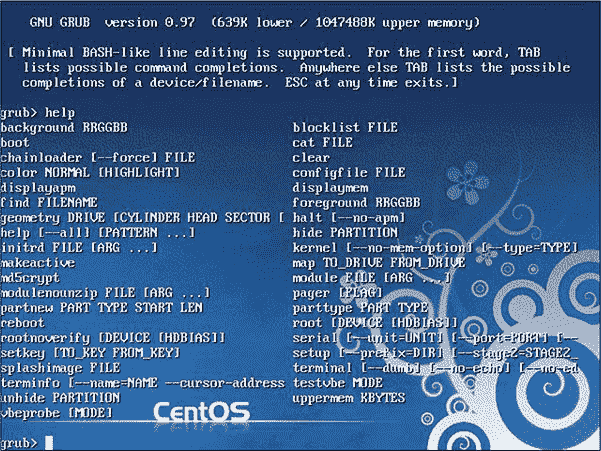 GNU GRUB  version 0.97  (639K lower / 1047488K upper memory)
[ Minimal BASH-like line editing is supported.  For the first word, TAB
lists possible command completions.  Anywhere else TAB lists the possible
completions of a device/filename.  ESC at any time exits.]
grub> help
background RRGGBB blocklist FILE
boot cat FILE
chainloader [--force] FILE clear
color NORMAL [HIGHLIGHT] configfile FILE
displayapm displaymem
find FILENAME foreground RRGGBB
geometry DRIVE [CYLINDER HEAD SECTOR [ halt [--no-apm]
help [--all] [PATTERN ...] hide PARTITION
initrd FILE [ARG ...] kernel [--no-mem-option] [--type=TYPE]
makeactive map TO_DRIVE FROM_DRIVE
md5crypt module FILE [ARG ...]
modulenounzip FILE [ARG ...] pager [FLAG]
partnew PART TYPE START LEN parttype PART TYPE
reboot root [DEVICE [HDBIAS]]
rootnoverify [DEVICE [HDBIAS]] serial [--unit=UNIT] [--port=PORT] [--
setkey [TO_KEY FROM_KEY] setup [--prefix=DIR] [--stage2=STAGE2_
splashimage FILE terminal [--dumb] [--no-echo] [--no-ed
terminfo [--name=NAME --cursor-address testvbe MODE
unhide PARTITION uppermem KBYTES
vbeprobe [MODE]
CentOS
grub>